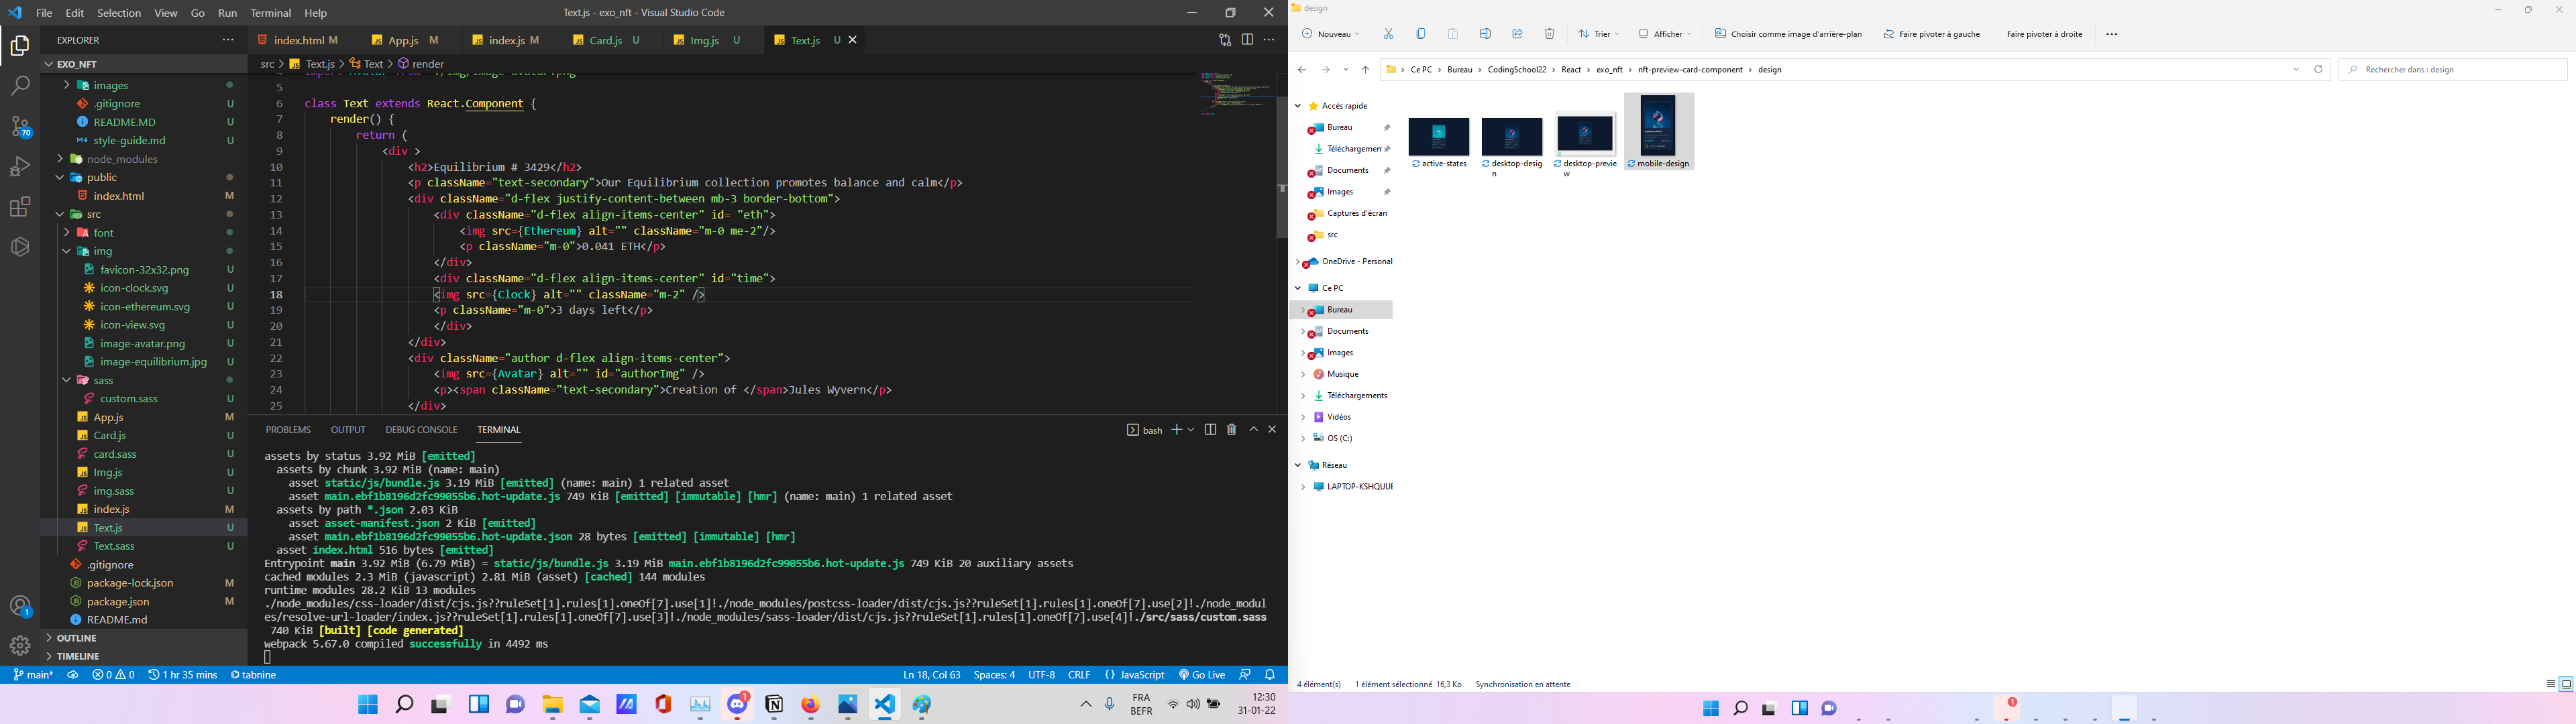 File Edit Selection View Go Run Terminal Help
Text.js - exo_nft - Visual Studio Code
EXPLORER
index.html M
App.js M
index.js M
Card.js U
Img.js U
Text.js U
EXO_NFT
images
.gitignore U
README.MD U
style-guide.md U
node_modules
public
index.html M
src
font
img
favicon-32x32.png U
icon-clock.svg U
icon-ethereum.svg U
icon-view.svg U
image-avatar.png U
image-equilibrium.jpg U
sass
custom.sass U
App.js M
Card.js U
card.sass U
Img.js U
img.sass U
index.js M
Text.js U
Text.sass U
.gitignore
package-lock.json M
package.json M
README.md
OUTLINE
TIMELINE
70
1
src > Text.js > Text > render
5
6 class Text extends React.Component {
7 render() {
8 return (
9 <div >
10 <h2>Equilibrium # 3429</h2>
11 <p className="text-secondary">Our Equilibrium collection promotes balance and calm</p>
12 <div className="d-flex justify-content-between mb-3 border-bottom">
13 <div className="d-flex align-items-center" id= "eth">
14 <img src={Ethereum} alt="" className="m-0 me-2"/>
15 <p className="m-0">0.041 ETH</p>
16 </div>
17 <div className="d-flex align-items-center" id="time">
18 <img src={Clock} alt="" className="m-2" />
19 <p className="m-0">3 days left</p>
20 </div>
21 </div>
22 <div className="author d-flex align-items-center">
23 <img src={Avatar} alt="" id="authorImg" />
24 <p><span className="text-secondary">Creation of </span>Jules Wyvern</p>
25 </div>
PROBLEMS OUTPUT DEBUG CONSOLE TERMINAL
bash
assets by status 3.92 MiB [emitted]
assets by chunk 3.92 MiB (name: main)
asset static/js/bundle.js 3.19 MiB [emitted] (name: main) 1 related asset
asset main.ebf1b8196d2fc99055b6.hot-update.js 749 KiB [emitted] [immutable] [hmr] (name: main) 1 related asset
assets by path *.json 2.03 KiB
asset asset-manifest.json 2 KiB [emitted]
asset main.ebf1b8196d2fc99055b6.hot-update.json 28 bytes [emitted] [immutable] [hmr]
asset index.html 516 bytes [emitted]
Entrypoint main 3.92 MiB (6.79 MiB) = static/js/bundle.js 3.19 MiB main.ebf1b8196d2fc99055b6.hot-update.js 749 KiB 20 auxiliary assets
cached modules 2.3 MiB (javascript) 2.81 MiB (asset) [cached] 144 modules
runtime modules 28.2 KiB 13 modules
./node_modules/css-loader/dist/cjs.js??ruleSet[1].rules[1].oneOf[7].use[1]!./node_modules/postcss-loader/dist/cjs.js??ruleSet[1].rules[1].oneOf[7].use[2]!./node_modul
es/resolve-url-loader/index.js??ruleSet[1].rules[1].oneOf[7].use[3]!./node_modules/sass-loader/dist/cjs.js??ruleSet[1].rules[1].oneOf[7].use[4]!./src/sass/custom.sass
740 KiB [built] [code generated]
webpack 5.67.0 compiled successfully in 4492 ms
main* 0 0 1 hr 35 mins tabnine
Ln 18, Col 63 Spaces: 4 UTF-8 CRLF {} JavaScript Go Live
1
FRA
BEFR
12:30
31-01-22
design
Nouveau
Trier
Afficher
Choisir comme image d'arrière-plan
Faire pivoter à gauche
Faire pivoter à droite
Ce PC > Bureau > CodingSchool22 > React > exo_nft > nft-preview-card-component > design
Rechercher dans : design
Accès rapide
Bureau
Téléchargemen
Documents
Images
Captures d'écran
src
OneDrive - Personal
Ce PC
Bureau
Documents
Images
Musique
Téléchargements
Vidéos
OS (C:)
Réseau
LAPTOP-KSHQUUE
active-states
desktop-desig
n
desktop-previe
w
mobile-design
4 élément(s) 1 élément sélectionné 16,3 Ko Synchronisation en attente
1